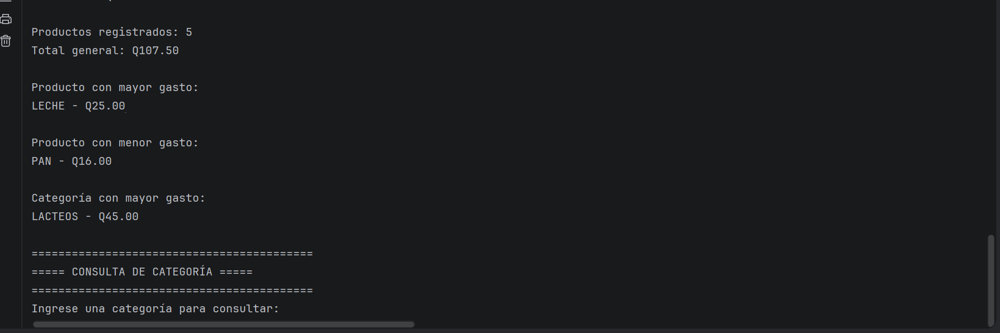 Productos registrados: 5
Total general: Q107.50
Producto con mayor gasto:
LECHE - Q25.00
Producto con menor gasto:
PAN - Q16.00
Categoría con mayor gasto:
LACTEOS - Q45.00
==========================================
===== CONSULTA DE CATEGORÍA =====
==========================================
Ingrese una categoría para consultar: